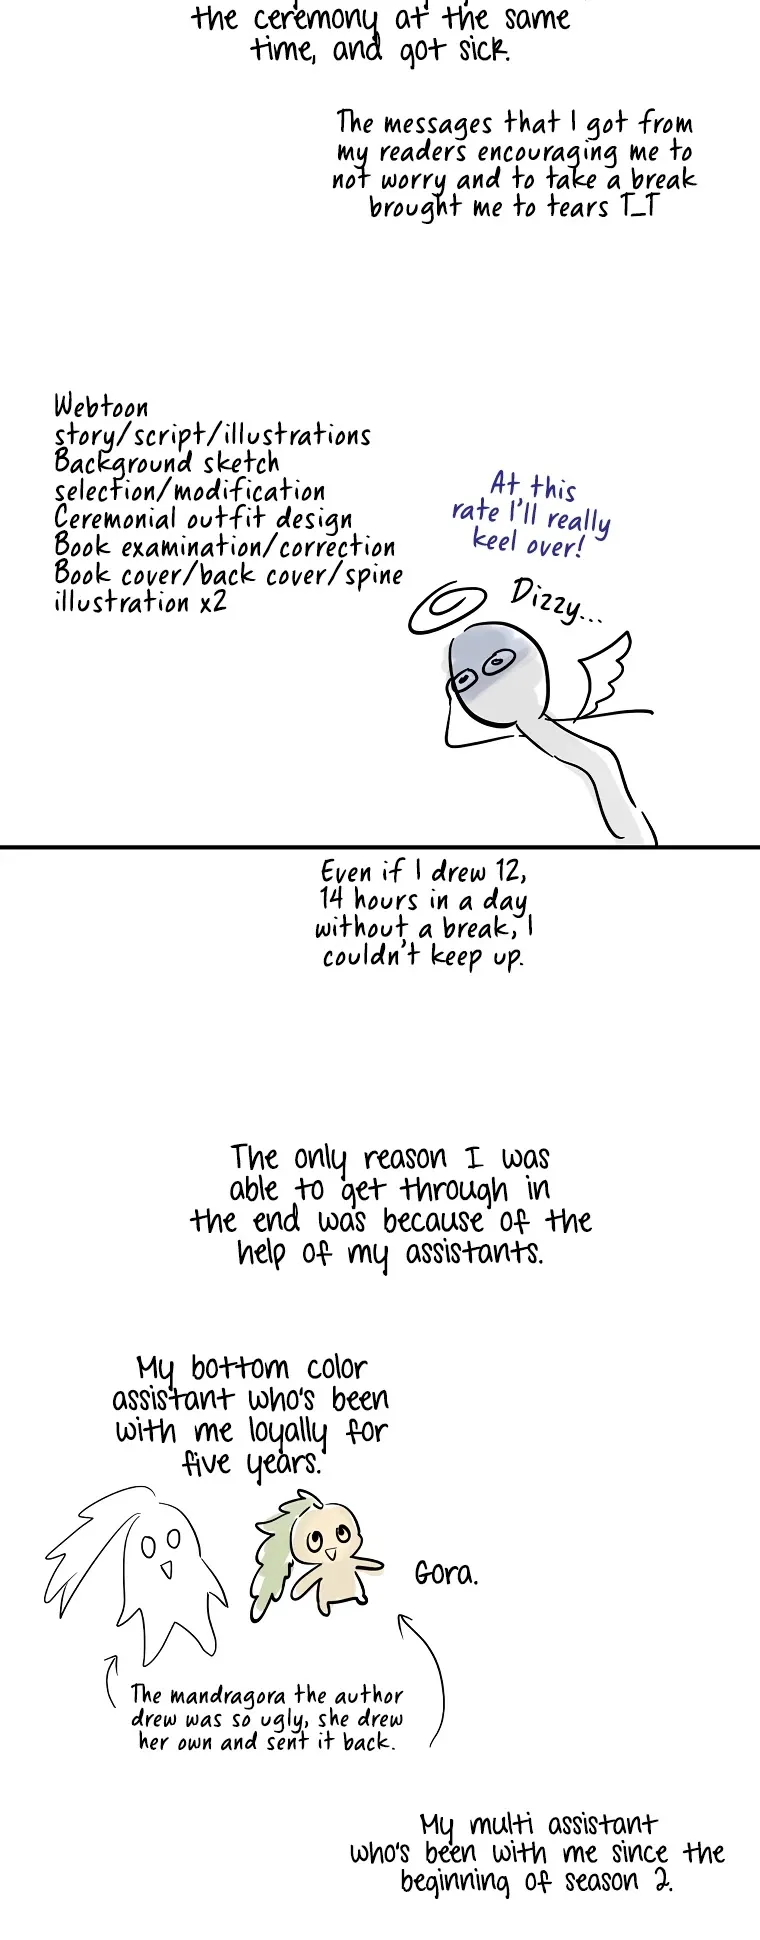 the ceremony at the same
time, and got sick.
The messages that I got from
my readers encouraging me to
not worry and to take a break
brought me to tears T_T
Webtoon
story/script/illustrations
Background sketch
selection/modification
Ceremonial outfit design
Book examination/correction
Book cover/back cover/spine
illustration x2
At this
rate I'll really
keel over!
Dizzy...
Even if I drew 12,
14 hours in a day
without a break, I
couldn't keep up.
The only reason I was
able to get through in
the end was because of the
help of my assistants.
My bottom color
assistant who's been
with me loyally for
five years.
Gora.
The mandragora the author
drew was so ugly, she drew
her own and sent it back.
My multi assistant
who's been with me since the
beginning of season 2.